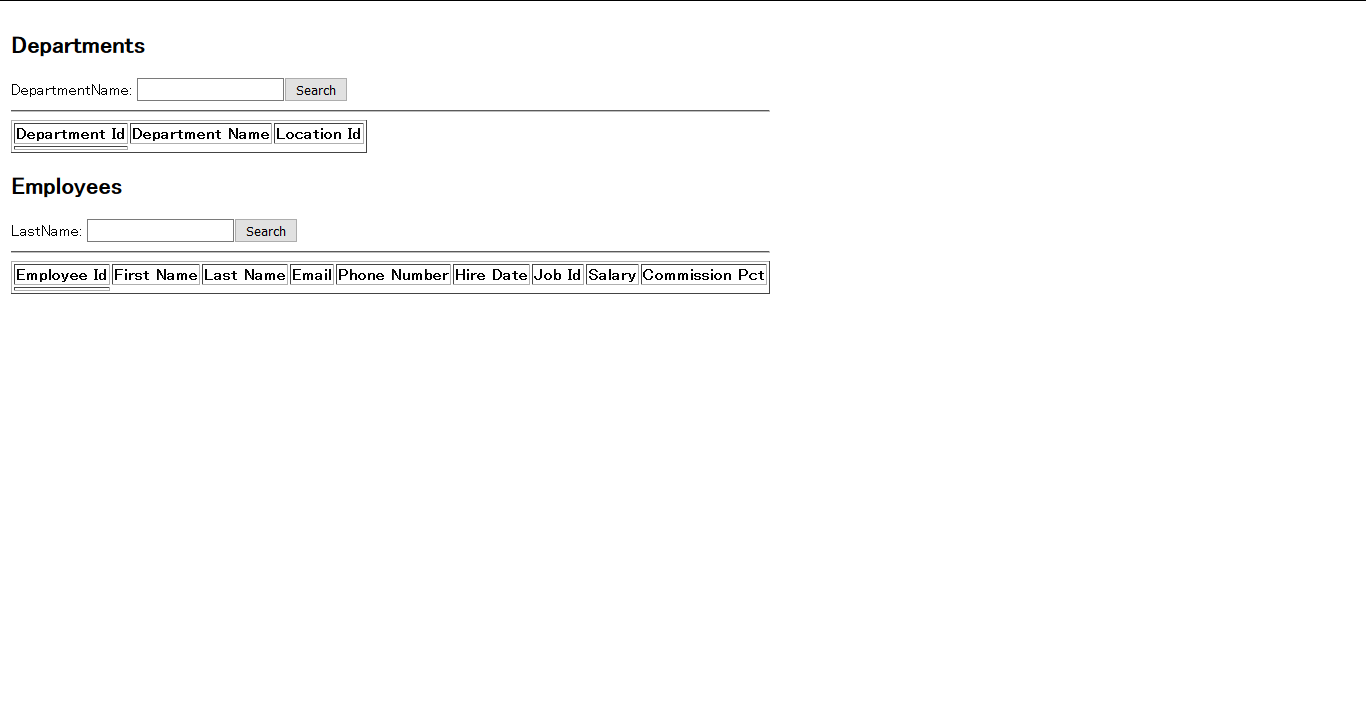 Departments
DepartmentName: Search
Department Id Department Name Location Id
Employees
LastName: Search
Employee Id First Name Last Name Email Phone Number Hire Date Job Id Salary Commission Pct